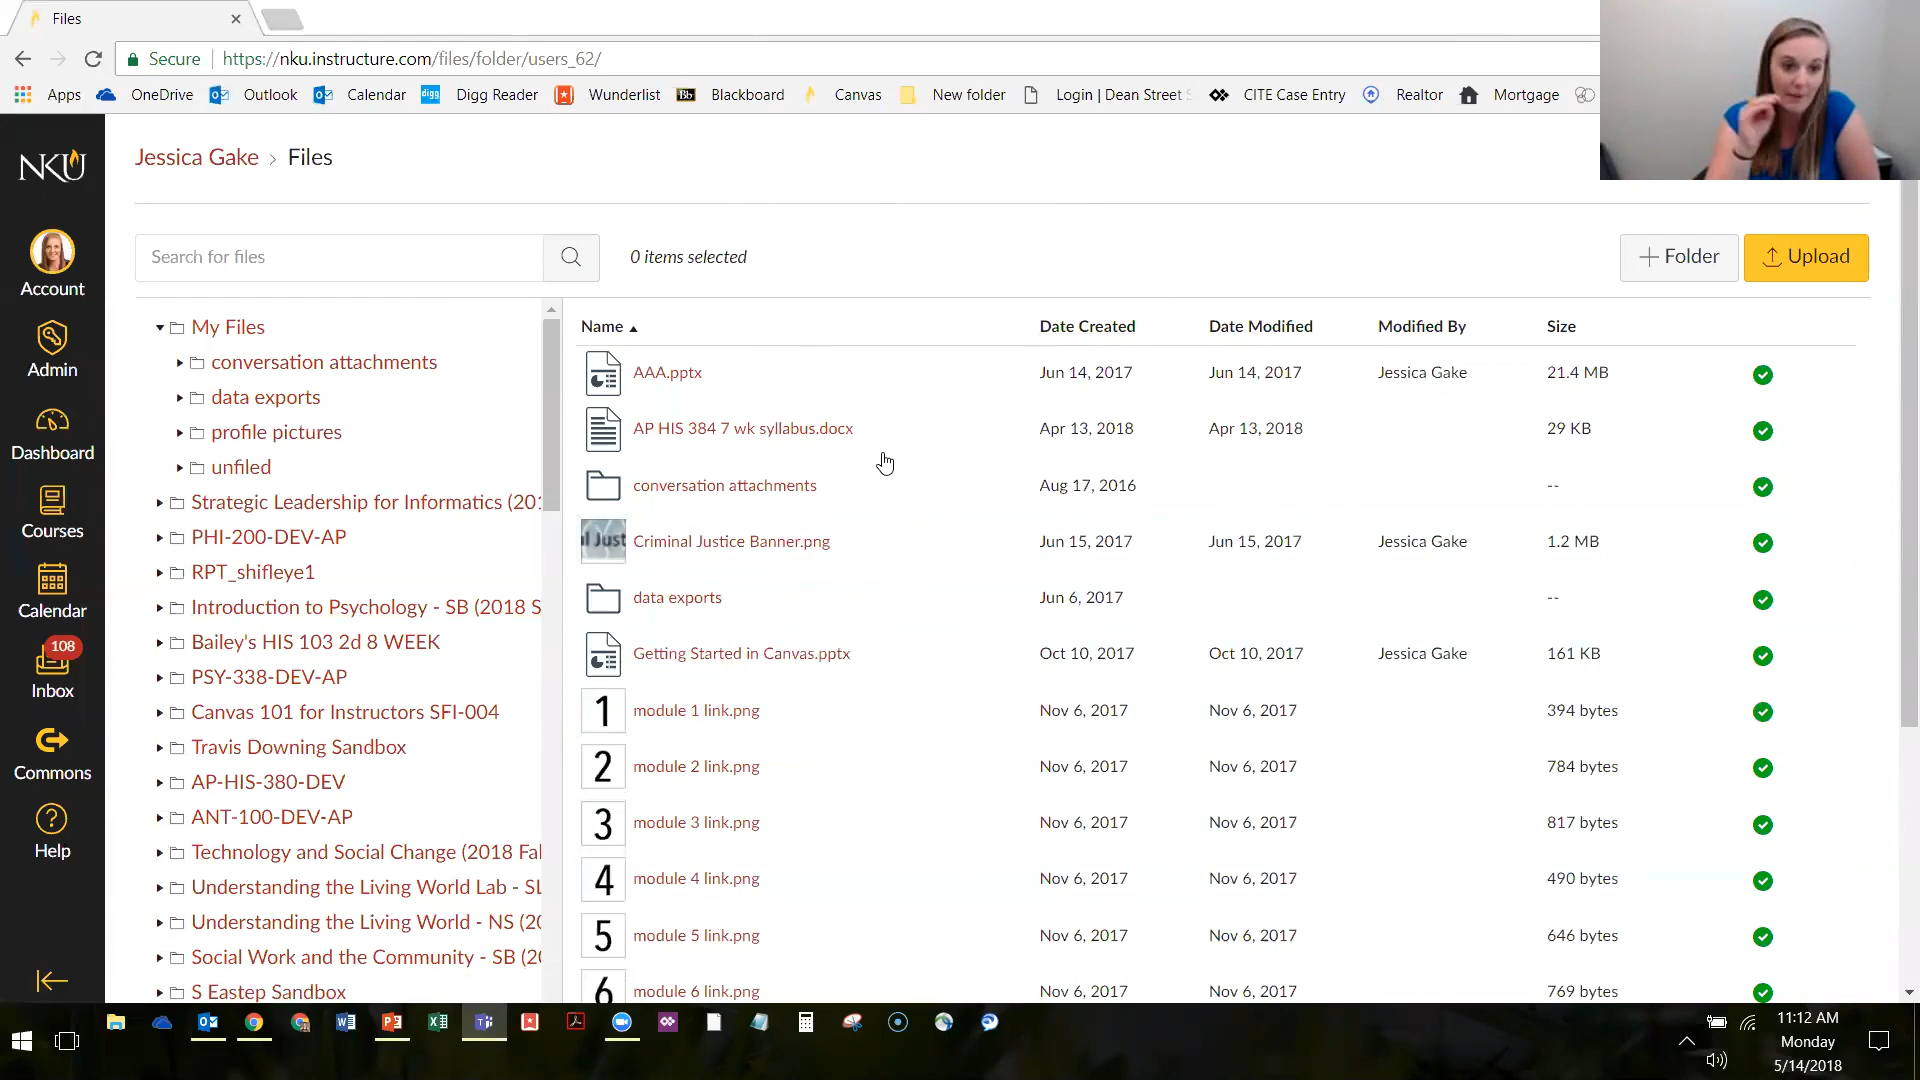 Files
Secure https://nku.instructure.com/files/folder/users_62/
Apps OneDrive Outlook Calendar digg Digg Reader Wunderlist Bb Blackboard Canvas New folder Login | Dean Street CITE Case Entry Realtor Mortgage
NKU
Jessica Gake > Files
Search for files
0 items selected
+ Folder
Upload
Account
Admin
Dashboard
Courses
Calendar
108
Inbox
Commons
Help
My Files
conversation attachments
data exports
profile pictures
unfiled
Strategic Leadership for Informatics (201
PHI-200-DEV-AP
RPT_shifleye1
Introduction to Psychology - SB (2018 S
Bailey's HIS 103 2d 8 WEEK
PSY-338-DEV-AP
Canvas 101 for Instructors SFI-004
Travis Downing Sandbox
AP-HIS-380-DEV
ANT-100-DEV-AP
Technology and Social Change (2018 Fal
Understanding the Living World Lab - SL
Understanding the Living World - NS (20
Social Work and the Community - SB (20
S Eastep Sandbox
Name Date Created Date Modified Modified By Size
AAA.pptx Jun 14, 2017 Jun 14, 2017 Jessica Gake 21.4 MB
AP HIS 384 7 wk syllabus.docx Apr 13, 2018 Apr 13, 2018 29 KB
conversation attachments Aug 17, 2016 --
l Just Criminal Justice Banner.png Jun 15, 2017 Jun 15, 2017 Jessica Gake 1.2 MB
data exports Jun 6, 2017 --
Getting Started in Canvas.pptx Oct 10, 2017 Oct 10, 2017 Jessica Gake 161 KB
1 module 1 link.png Nov 6, 2017 Nov 6, 2017 394 bytes
2 module 2 link.png Nov 6, 2017 Nov 6, 2017 784 bytes
3 module 3 link.png Nov 6, 2017 Nov 6, 2017 817 bytes
4 module 4 link.png Nov 6, 2017 Nov 6, 2017 490 bytes
5 module 5 link.png Nov 6, 2017 Nov 6, 2017 646 bytes
6 module 6 link.png Nov 6, 2017 Nov 6, 2017 769 bytes
11:12 AM
Monday
5/14/2018